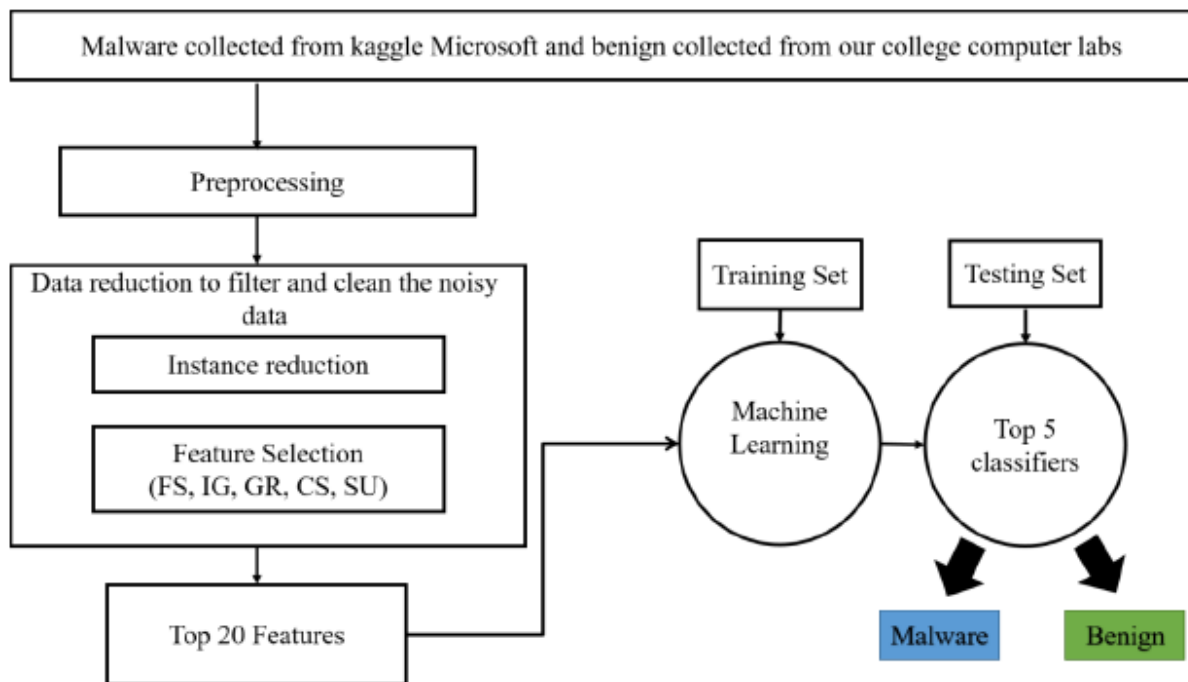 Malware collected from kaggle Microsoft and benign collected from our college computer labs
Preprocessing
Data reduction to filter and clean the noisy
data
Instance reduction
Feature Selection
(FS, IG, GR, CS, SU)
Top 20 Features
Training Set
Testing Set
Machine
Learning
Top 5
classifiers
Malware
Benign